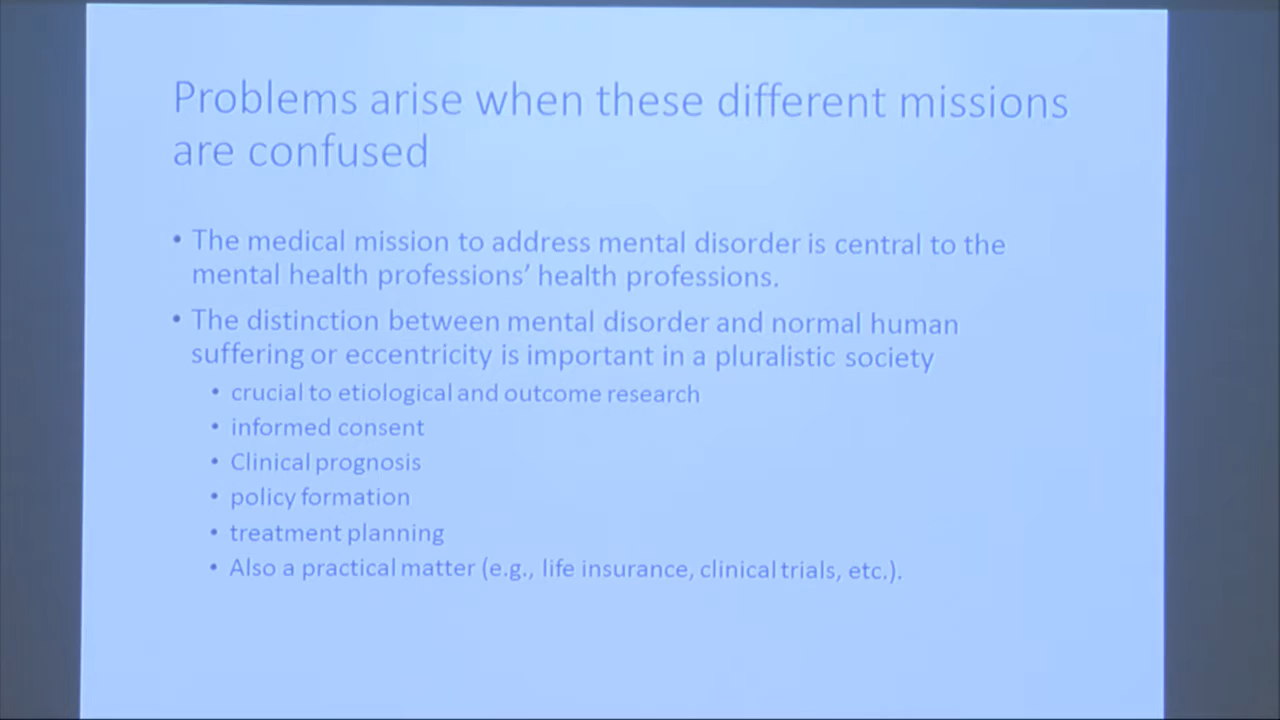 Problems arise when these different missions
are confused
• The medical mission to address mental disorder is central to the
mental health professions’ health professions.
• The distinction between mental disorder and normal human
suffering or eccentricity is important in a pluralistic society
• crucial to etiological and outcome research
• informed consent
• Clinical prognosis
• policy formation
• treatment planning
• Also a practical matter (e.g., life insurance, clinical trials, etc.).